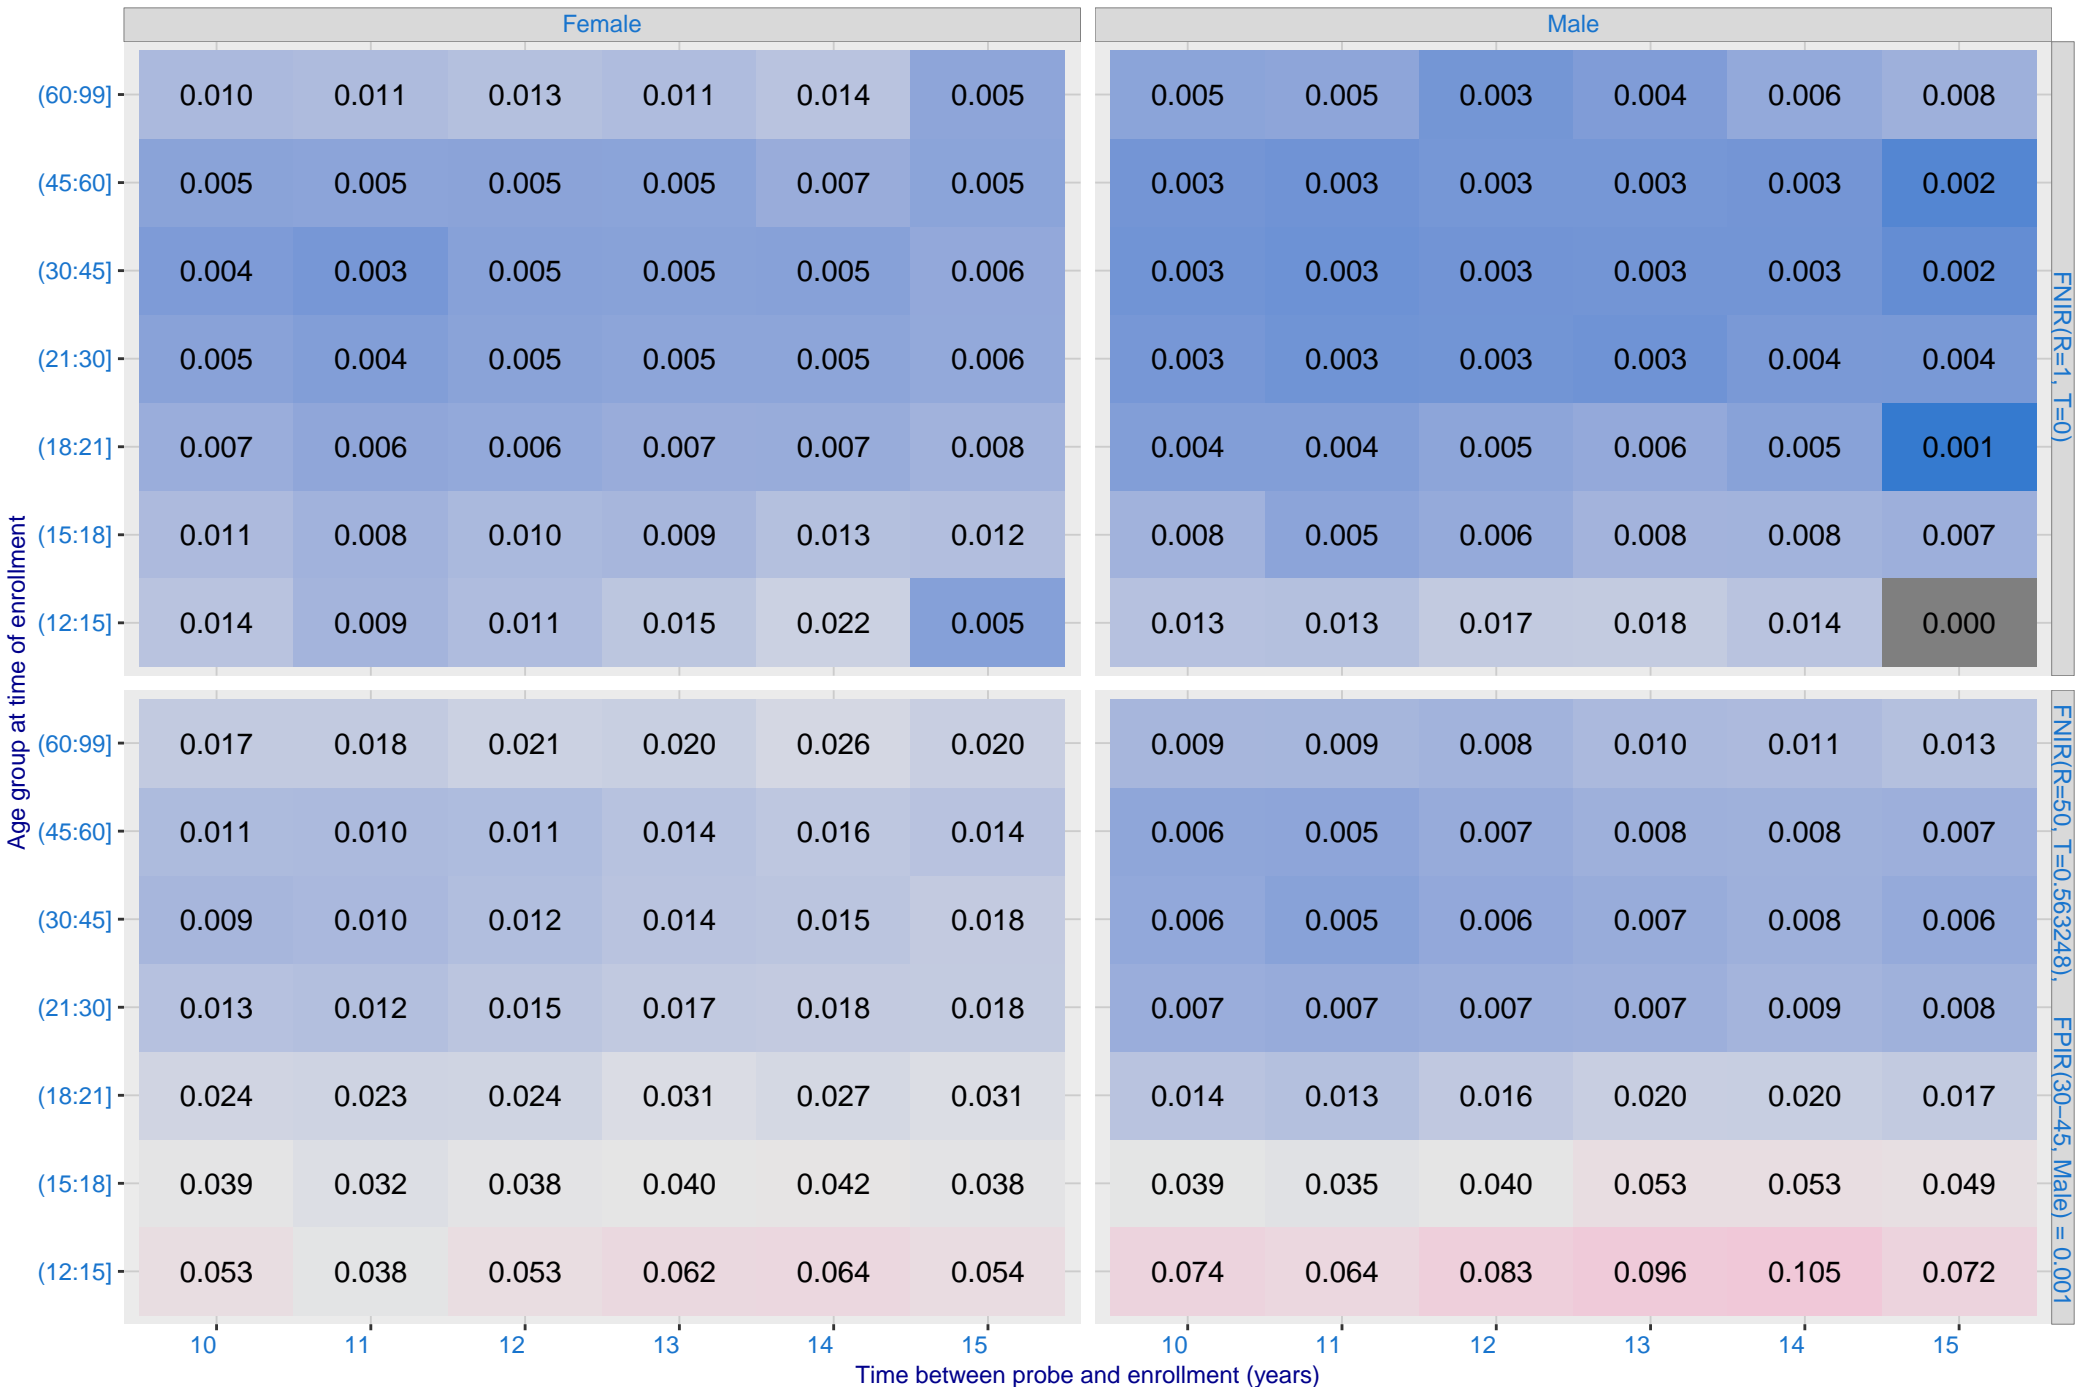 Female Male
(60:99] 0.010 0.011 0.013 0.011 0.014 0.005 0.005 0.005 0.003 0.004 0.006 0.008
(45:60] 0.005 0.005 0.005 0.005 0.007 0.005 0.003 0.003 0.003 0.003 0.003 0.002
(30:45] 0.004 0.003 0.005 0.005 0.005 0.006 0.003 0.003 0.003 0.003 0.003 0.002
(21:30] 0.005 0.004 0.005 0.005 0.005 0.006 0.003 0.003 0.003 0.003 0.004 0.004
(18:21] 0.007 0.006 0.006 0.007 0.007 0.008 0.004 0.004 0.005 0.006 0.005 0.001
(15:18] 0.011 0.008 0.010 0.009 0.013 0.012 0.008 0.005 0.006 0.008 0.008 0.007
(12:15] 0.014 0.009 0.011 0.015 0.022 0.005 0.013 0.013 0.017 0.018 0.014 0.000
FNIR(R=1, T=0)
(60:99] 0.017 0.018 0.021 0.020 0.026 0.020 0.009 0.009 0.008 0.010 0.011 0.013
(45:60] 0.011 0.010 0.011 0.014 0.016 0.014 0.006 0.005 0.007 0.008 0.008 0.007
(30:45] 0.009 0.010 0.012 0.014 0.015 0.018 0.006 0.005 0.006 0.007 0.008 0.006
(21:30] 0.013 0.012 0.015 0.017 0.018 0.018 0.007 0.007 0.007 0.007 0.009 0.008
(18:21] 0.024 0.023 0.024 0.031 0.027 0.031 0.014 0.013 0.016 0.020 0.020 0.017
(15:18] 0.039 0.032 0.038 0.040 0.042 0.038 0.039 0.035 0.040 0.053 0.053 0.049
(12:15] 0.053 0.038 0.053 0.062 0.064 0.054 0.074 0.064 0.083 0.096 0.105 0.072
FNIR(R=50, T=0.563248), FPIR(30−45, Male) = 0.001
10 11 12 13 14 15 10 11 12 13 14 15
Time between probe and enrollment (years)
Age group at time of enrollment